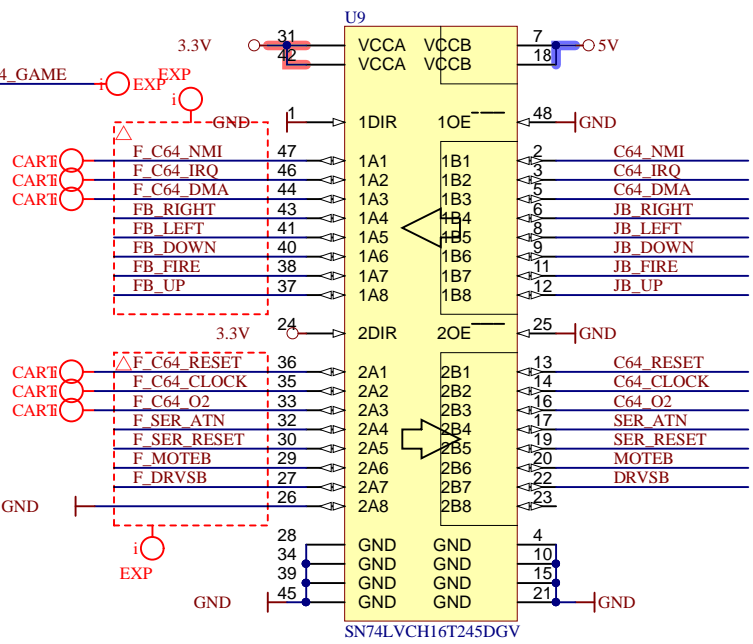 U9
3.3V 31 VCCA VCCB 7 5V
42 VCCA VCCB 18
4_GAME i EXP EXP
i
GND 1 1DIR 1OE 48 GND
CART i F_C64_NMI 47 1A1 1B1 2 C64_NMI
CART i F_C64_IRQ 46 1A2 1B2 3 C64_IRQ
CART i F_C64_DMA 44 1A3 1B3 5 C64_DMA
FB_RIGHT 43 1A4 1B4 6 JB_RIGHT
FB_LEFT 41 1A5 1B5 8 JB_LEFT
FB_DOWN 40 1A6 1B6 9 JB_DOWN
FB_FIRE 38 1A7 1B7 11 JB_FIRE
FB_UP 37 1A8 1B8 12 JB_UP
3.3V 24 2DIR 2OE 25 GND
CART i F_C64_RESET 36 2A1 2B1 13 C64_RESET
CART i F_C64_CLOCK 35 2A2 2B2 14 C64_CLOCK
CART i F_C64_O2 33 2A3 2B3 16 C64_O2
F_SER_ATN 32 2A4 2B4 17 SER_ATN
F_SER_RESET 30 2A5 2B5 19 SER_RESET
F_MOTEB 29 2A6 2B6 20 MOTEB
F_DRVSB 27 2A7 2B7 22 DRVSB
GND 26 2A8 2B8 23
28 GND GND 4
i 34 GND GND 10
EXP 39 GND GND 15
GND 45 GND GND 21 GND
SN74LVCH16T245DGV